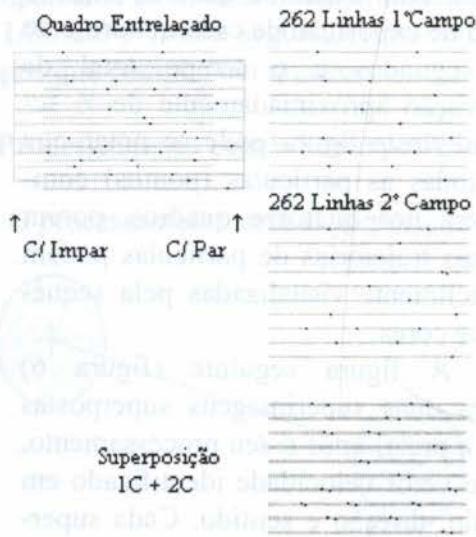 Quadro Entrelaçado
262 Linhas 1°Campo
262 Linhas 2° Campo
C/ Impar
C/ Par
Superposição
1C + 2C